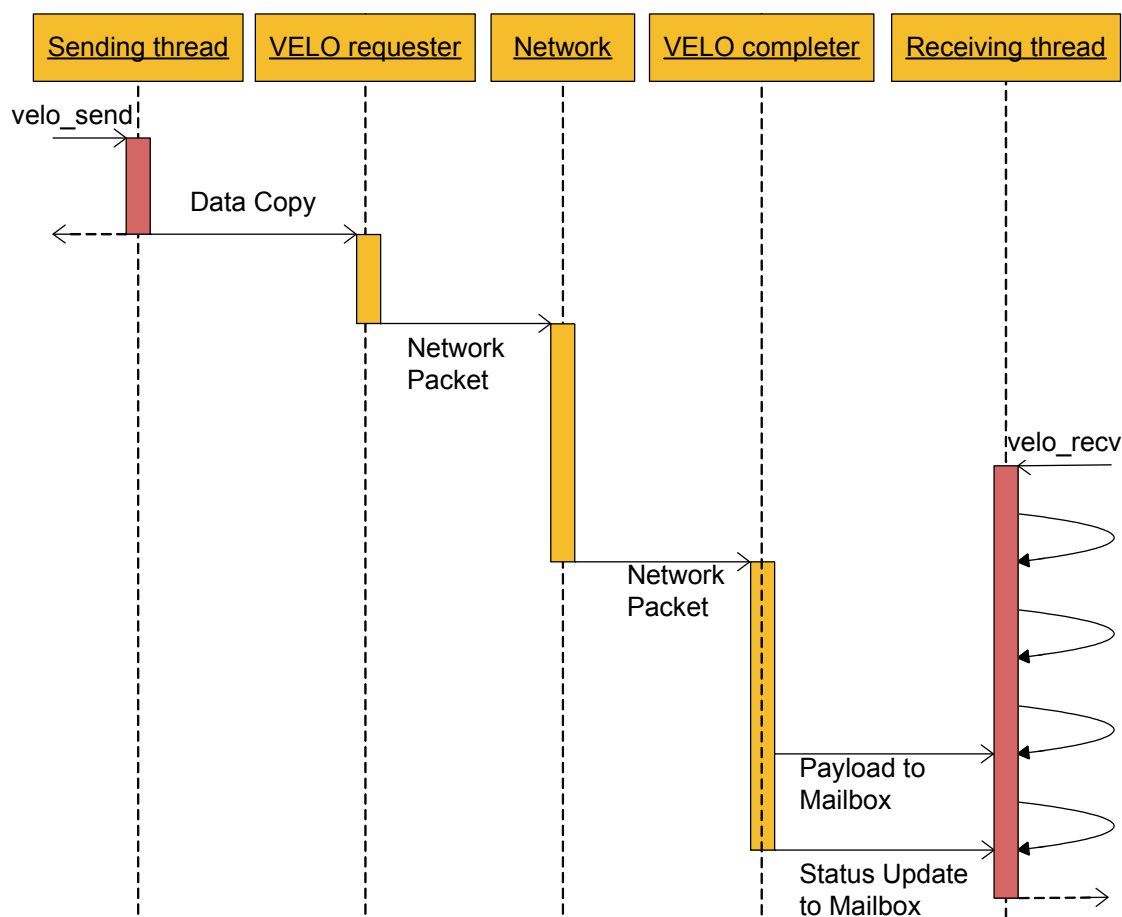 Sending thread
VELO requester
Network
VELO completer
Receiving thread
velo_send
Data Copy
Network
Packet
velo_recv
Network
Packet
Payload to
Mailbox
Status Update
to Mailbox